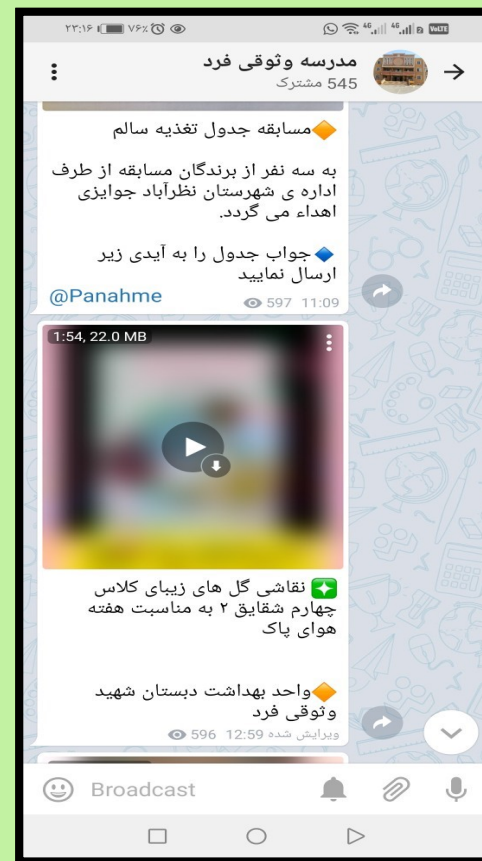 ۲۳:۱۶ ۷۶٪ 4G 4G VoLTE
مدرسه وثوقی فرد
545 مشترک
مسابقه جدول تغذیه سالم
به سه نفر از برندگان مسابقه از طرف
اداره ی شهرستان نظرآباد جوایزی
اهداء می گردد.
جواب جدول را به آیدی زیر
ارسال نمایید
@Panahme
597 11:09
1:54, 22.0 MB
نقاشی گل های زیبای کلاس
چهارم شقایق ۲ به مناسبت هفته
هوای پاک
واحد بهداشت دبستان شهید
وثوقی فرد
596 12:59 ویرایش شده
Broadcast